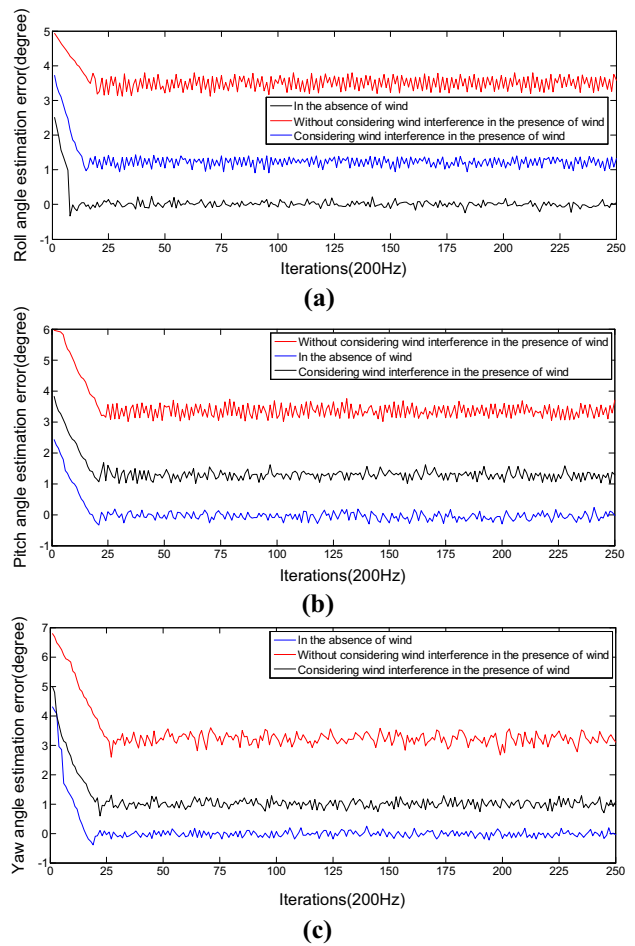 Roll angle estimation error(degree)
5
4
3
2
1
0
-1
In the absence of wind
Without considering wind interference in the presence of wind
Considering wind interference in the presence of wind
0 25 50 75 100 125 150 175 200 225 250
Iterations(200Hz)
(a)
Pitch angle estimation error(degree)
6
5
4
3
2
1
0
-1
Without considering wind interference in the presence of wind
In the absence of wind
Considering wind interference in the presence of wind
0 25 50 75 100 125 150 175 200 225 250
Iterations(200Hz)
(b)
Yaw angle estimation error(degree)
7
6
5
4
3
2
1
0
-1
In the absence of wind
Without considering wind interference in the presence of wind
Considering wind interference in the presence of wind
0 25 50 75 100 125 150 175 200 225 250
Iterations(200Hz)
(c)